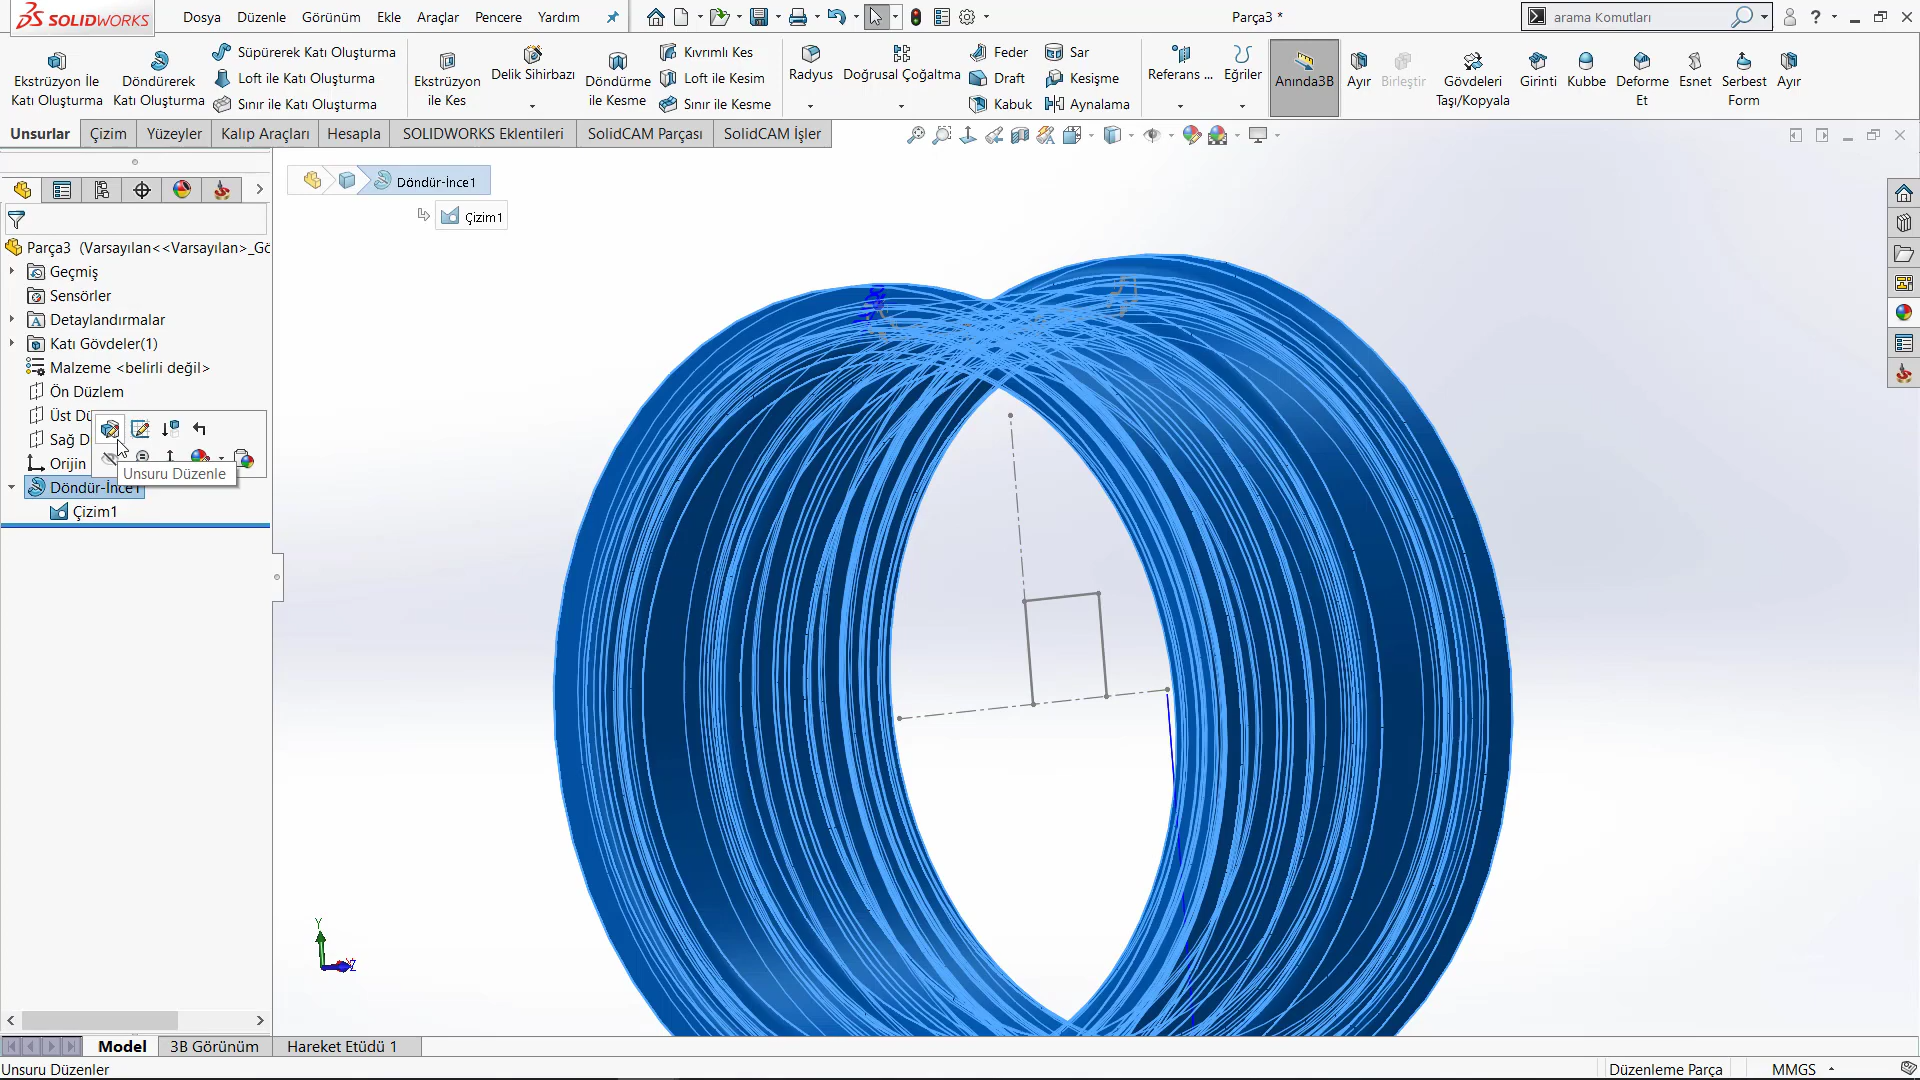 SOLIDWORKS
Dosya Düzenle Görünüm Ekle Araçlar Pencere Yardım
Parça3 *
arama Komutları
Ekstrüzyon İle Katı Oluşturma
Döndürerek Katı Oluşturma
Süpürerek Katı Oluşturma
Loft ile Katı Oluşturma
Sınır ile Katı Oluşturma
Ekstrüzyon ile Kes
Delik Sihirbazı
Döndürme ile Kesme
Kıvrımlı Kes
Loft ile Kesim
Sınır ile Kesme
Radyus
Doğrusal Çoğaltma
Feder
Draft
Kabuk
Sar
Kesişme
Aynalama
Referans ...
Eğriler
Anında3B
Ayır
Birleştir
Gövdeleri Taşı/Kopyala
Girinti
Kubbe
Deforme Et
Esnet
Serbest Form
Ayır
Unsurlar Çizim Yüzeyler Kalıp Araçları Hesapla SOLIDWORKS Eklentileri SolidCAM Parçası SolidCAM İşler
Döndür-İnce1
Çizim1
Parça3 (Varsayılan<<Varsayılan>_Gö
Geçmiş
Sensörler
Detaylandırmalar
Katı Gövdeler(1)
Malzeme <belirli değil>
Ön Düzlem
Üst Dü
Sağ D
Orijin
Unsuru Düzenle
Döndür-İnce1
Çizim1
Y
Z
Model 3B Görünüm Hareket Etüdü 1
Unsuru Düzenler
Düzenleme Parça
MMGS